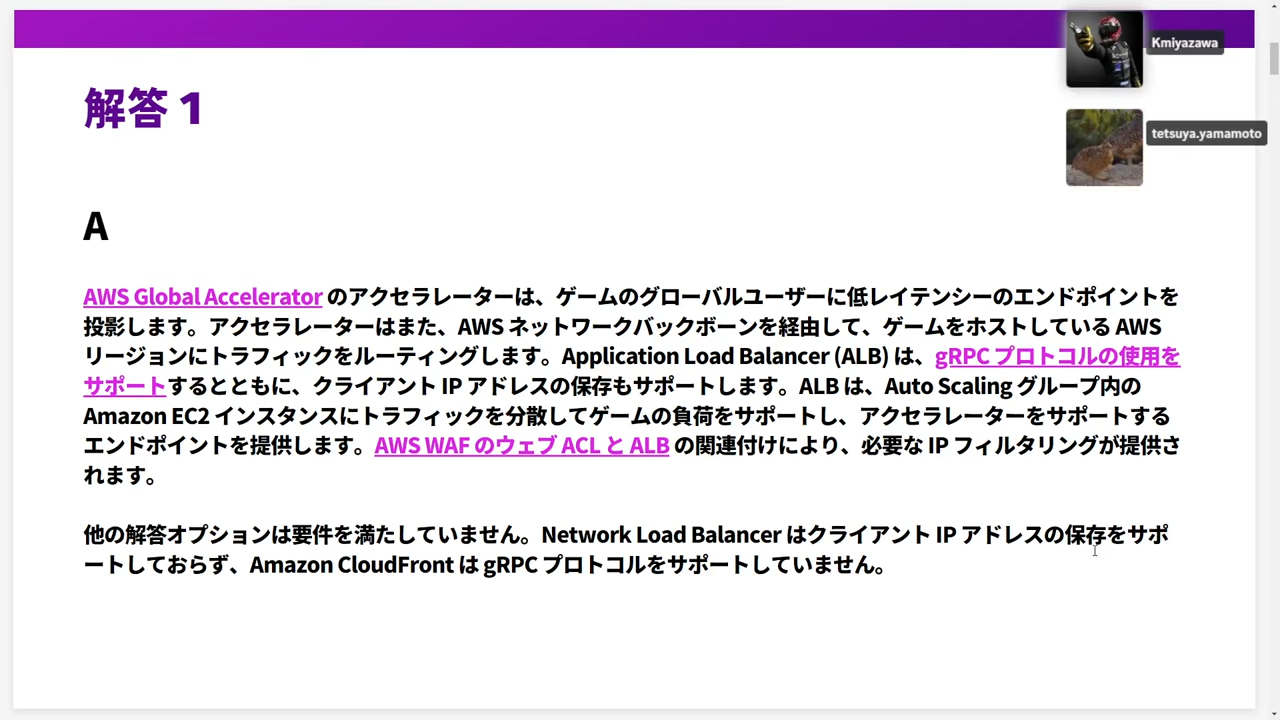 解答 1
Kmiyazawa
tetsuya.yamamoto
A
AWS Global Accelerator のアクセラレーターは、ゲームのグローバルユーザーに低レイテンシーのエンドポイントを
投影します。アクセラレーターはまた、AWS ネットワークバックボーンを経由して、ゲームをホストしている AWS
リージョンにトラフィックをルーティングします。Application Load Balancer (ALB) は、gRPC プロトコルの使用を
サポートするとともに、クライアント IP アドレスの保存もサポートします。ALB は、Auto Scaling グループ内の
Amazon EC2 インスタンスにトラフィックを分散してゲームの負荷をサポートし、アクセラレーターをサポートする
エンドポイントを提供します。AWS WAF のウェブ ACL と ALB の関連付けにより、必要な IP フィルタリングが提供さ
れます。
他の解答オプションは要件を満たしていません。Network Load Balancer はクライアント IP アドレスの保存をサポ
ートしておらず、Amazon CloudFront は gRPC プロトコルをサポートしていません。